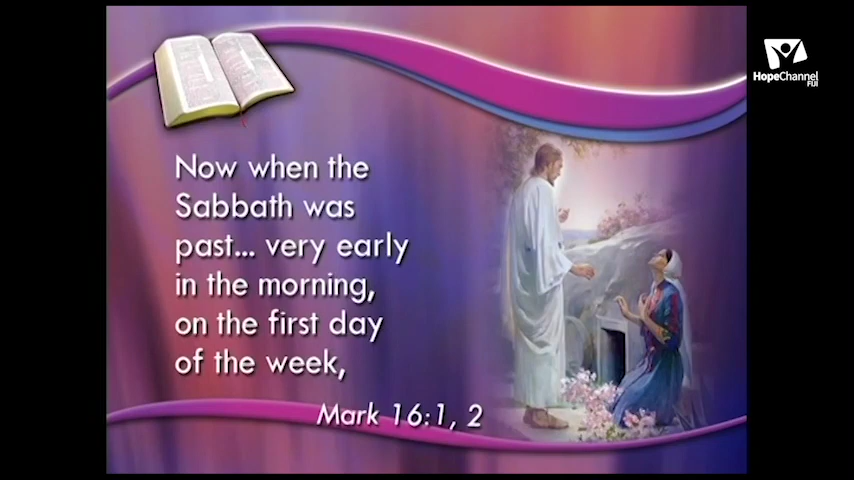 Now when the
Sabbath was
past... very early
in the morning,
on the first day
of the week,
Mark 16:1, 2
HopeChannel
FIJI